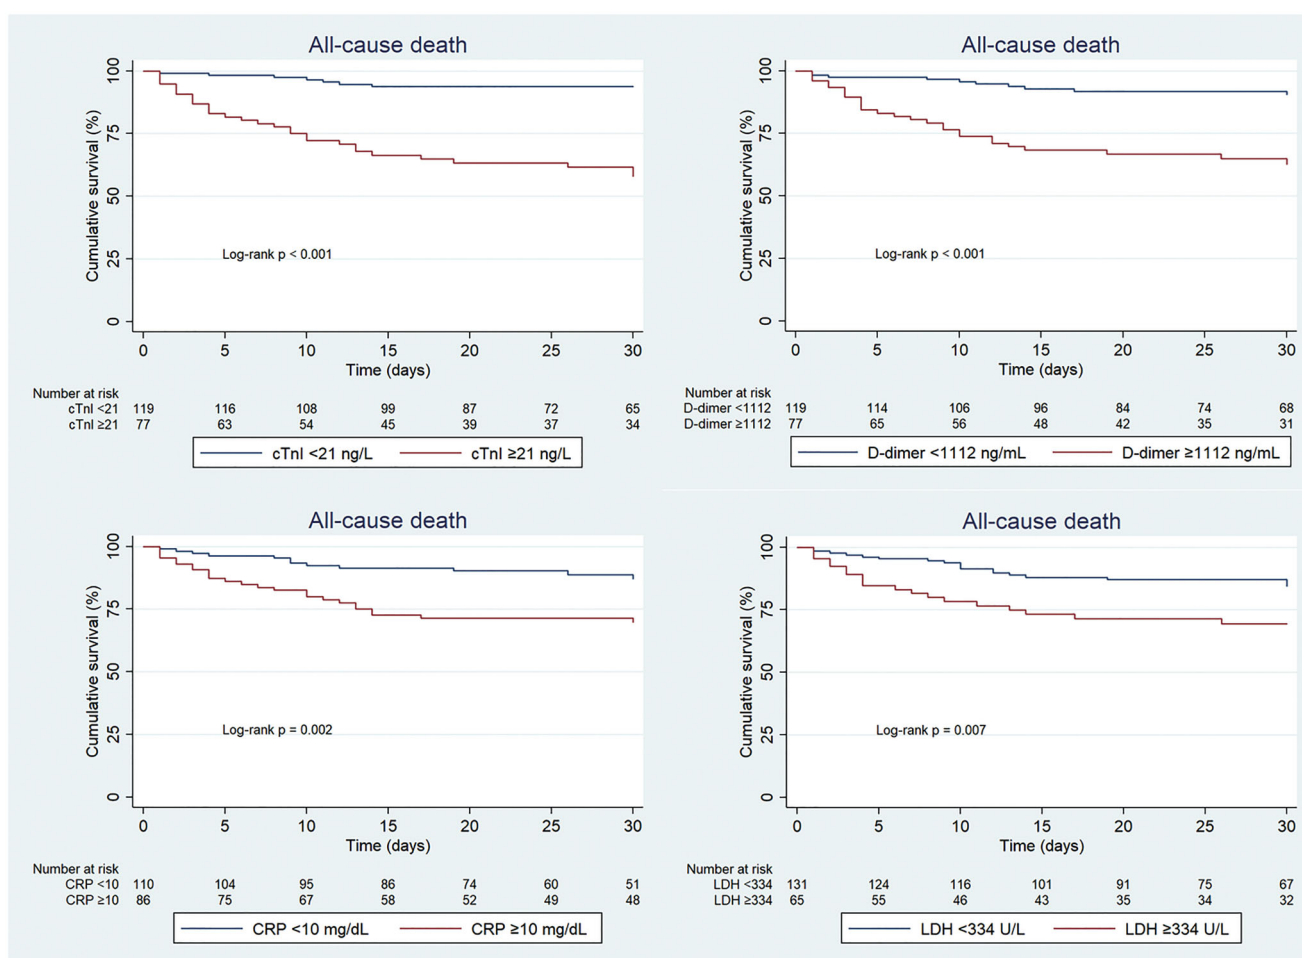 All-cause death
Cumulative survival (%)
100
75
50
25
0
Log-rank p < 0.001
0 5 10 15 20 25 30
Time (days)
Number at risk
cTnI <21 119 116 108 99 87 72 65
cTnI ≥21 77 63 54 45 39 37 34
cTnI <21 ng/L cTnI ≥21 ng/L
All-cause death
Cumulative survival (%)
100
75
50
25
0
Log-rank p < 0.001
0 5 10 15 20 25 30
Time (days)
Number at risk
D-dimer <1112 119 114 106 96 84 74 68
D-dimer ≥1112 77 65 56 48 42 35 31
D-dimer <1112 ng/mL D-dimer ≥1112 ng/mL
All-cause death
Cumulative survival (%)
100
75
50
25
0
Log-rank p = 0.002
0 5 10 15 20 25 30
Time (days)
Number at risk
CRP <10 110 104 95 86 74 60 51
CRP ≥10 86 75 67 58 52 49 48
CRP <10 mg/dL CRP ≥10 mg/dL
All-cause death
Cumulative survival (%)
100
75
50
25
0
Log-rank p = 0.007
0 5 10 15 20 25 30
Time (days)
Number at risk
LDH <334 131 124 116 101 91 75 67
LDH ≥334 65 55 46 43 35 34 32
LDH <334 U/L LDH ≥334 U/L